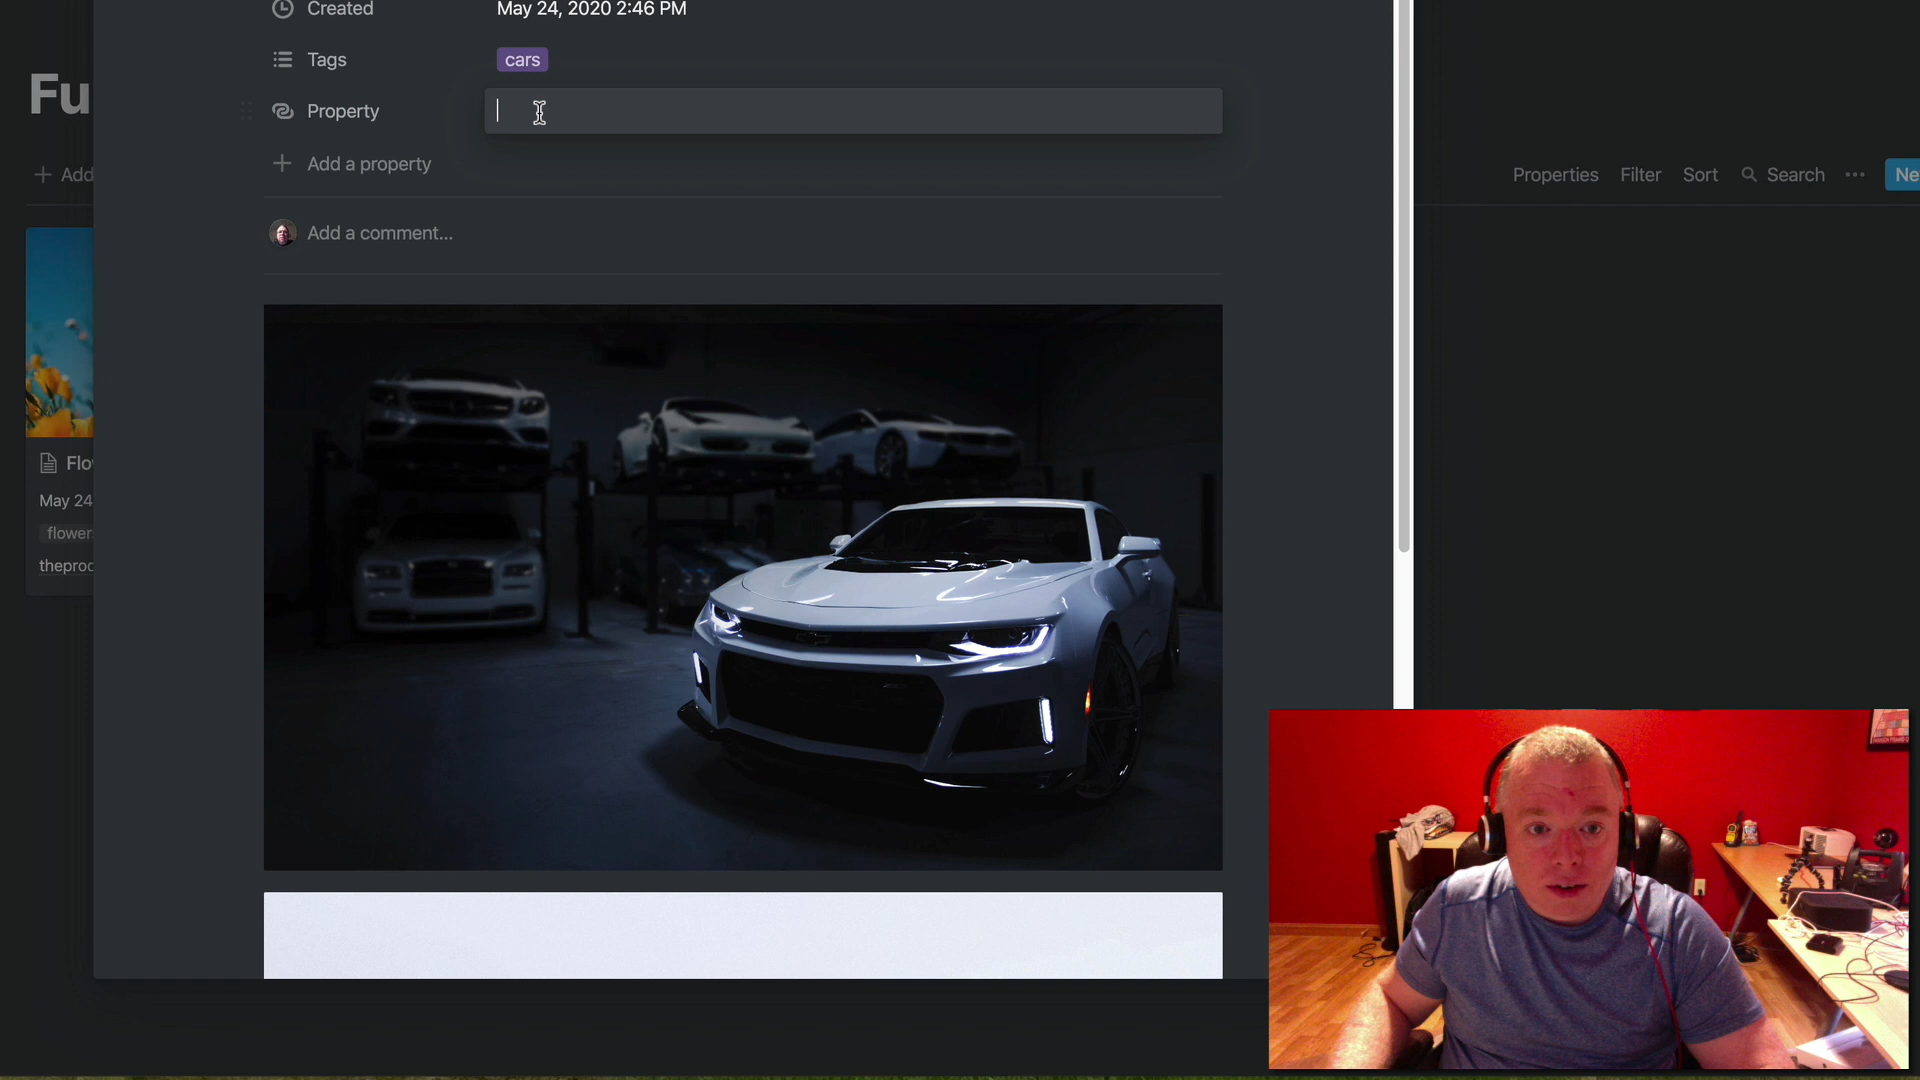 Created May 24, 2020 2:46 PM
Tags cars
Fu
Property
Add a property
Add
Properties Filter Sort Search Ne
Add a comment...
Flo
May 24
flower
theprod